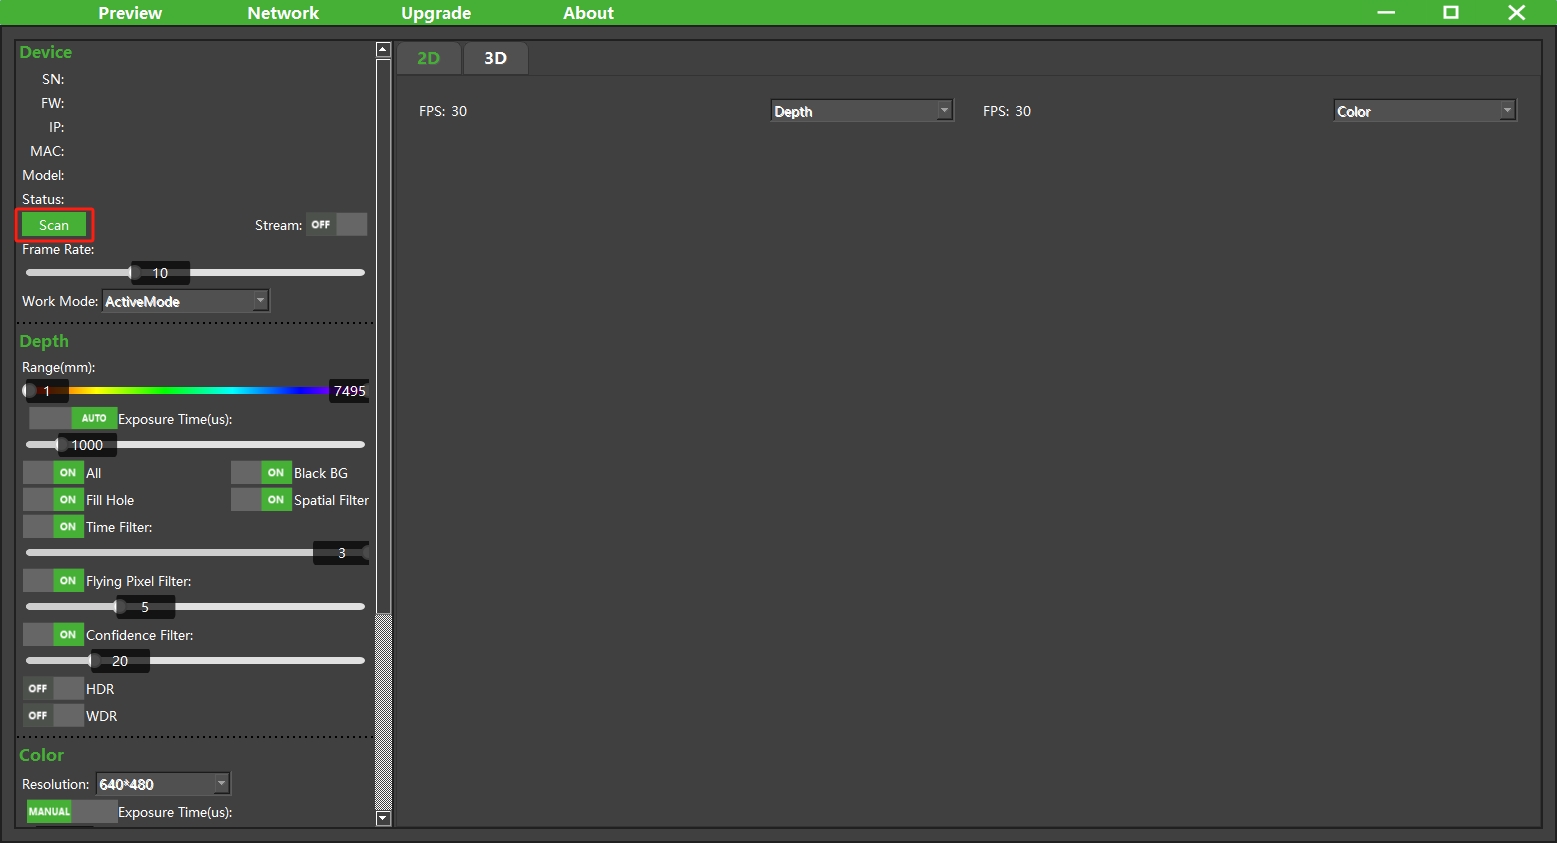 Preview Network Upgrade About
Device
SN:
FW:
IP:
MAC:
Model:
Status:
Scan Stream: OFF
Frame Rate:
10
Work Mode: ActiveMode
Depth
Range(mm):
1 7495
AUTO Exposure Time(us):
1000
ON All ON Black BG
ON Fill Hole ON Spatial Filter
ON Time Filter:
3
ON Flying Pixel Filter:
5
ON Confidence Filter:
20
OFF HDR
OFF WDR
Color
Resolution: 640*480
MANUAL Exposure Time(us):
2D 3D
FPS: 30 Depth FPS: 30 Color